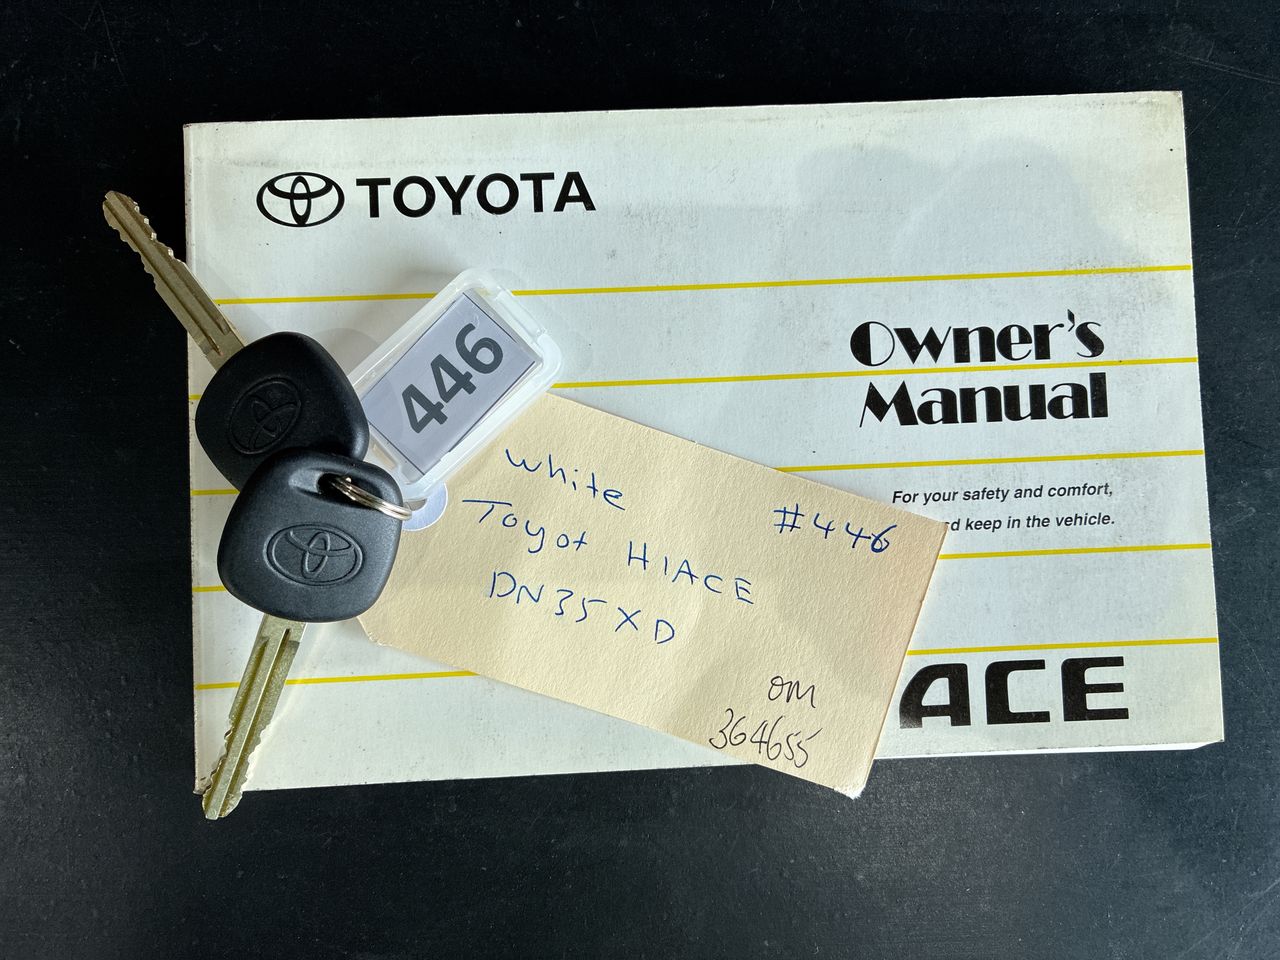 TOYOTA
446
Owner's
Manual
For your safety and comfort,
keep in the vehicle.
White
#446
Toyot HIACE
DN35XD
OM
364655
ACE